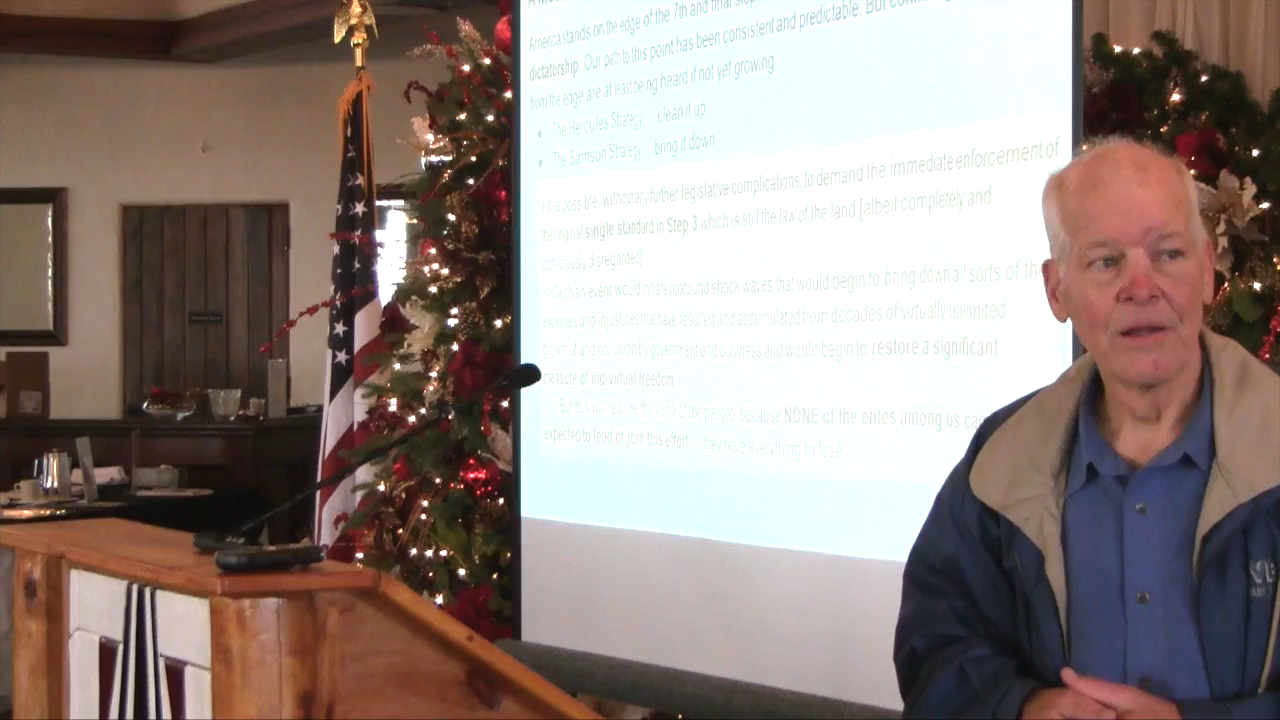 America stands on the edge of the 7th and final
dictatorship. Our path to this point has been consistent and predictable. But
from the edge are at least being heard if not yet growing
• The Hercules Strategy... clean it up
• The Samson Strategy... bring it down
> It is possible, without any further legislative complications, to demand the immediate enforcement of
the original single standard in Step 3 which is still the law of the land [albeit completely and
consciously disregarded]
>> Such an event would initiate profound shock waves that would begin to bring down all sorts of the
excesses and injustices that have resulted and accumulated from decades of virtually unlimited
growth of and collusion by government and business and would begin to restore a significant
measure of individual freedom
>>> But this will require the voice of the people, because NONE of the elites among us
expected to lead or join this effort... they have everything to lose